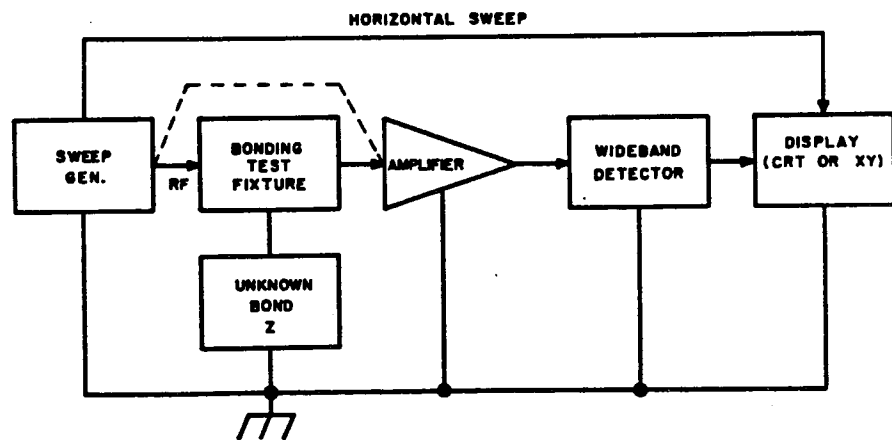 HORIZONTAL SWEEP
SWEEP
GEN.
RF
BONDING
TEST
FIXTURE
AMPLIFIER
WIDEBAND
DETECTOR
DISPLAY
(CRT OR XY)
UNKNOWN
BOND
Z